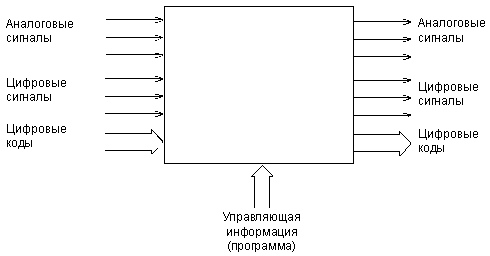 Аналоговые
сигналы
Цифровые
сигналы
Цифровые
коды
Аналоговые
сигналы
Цифровые
сигналы
Цифровые
коды
Управляющая
информация
(программа)